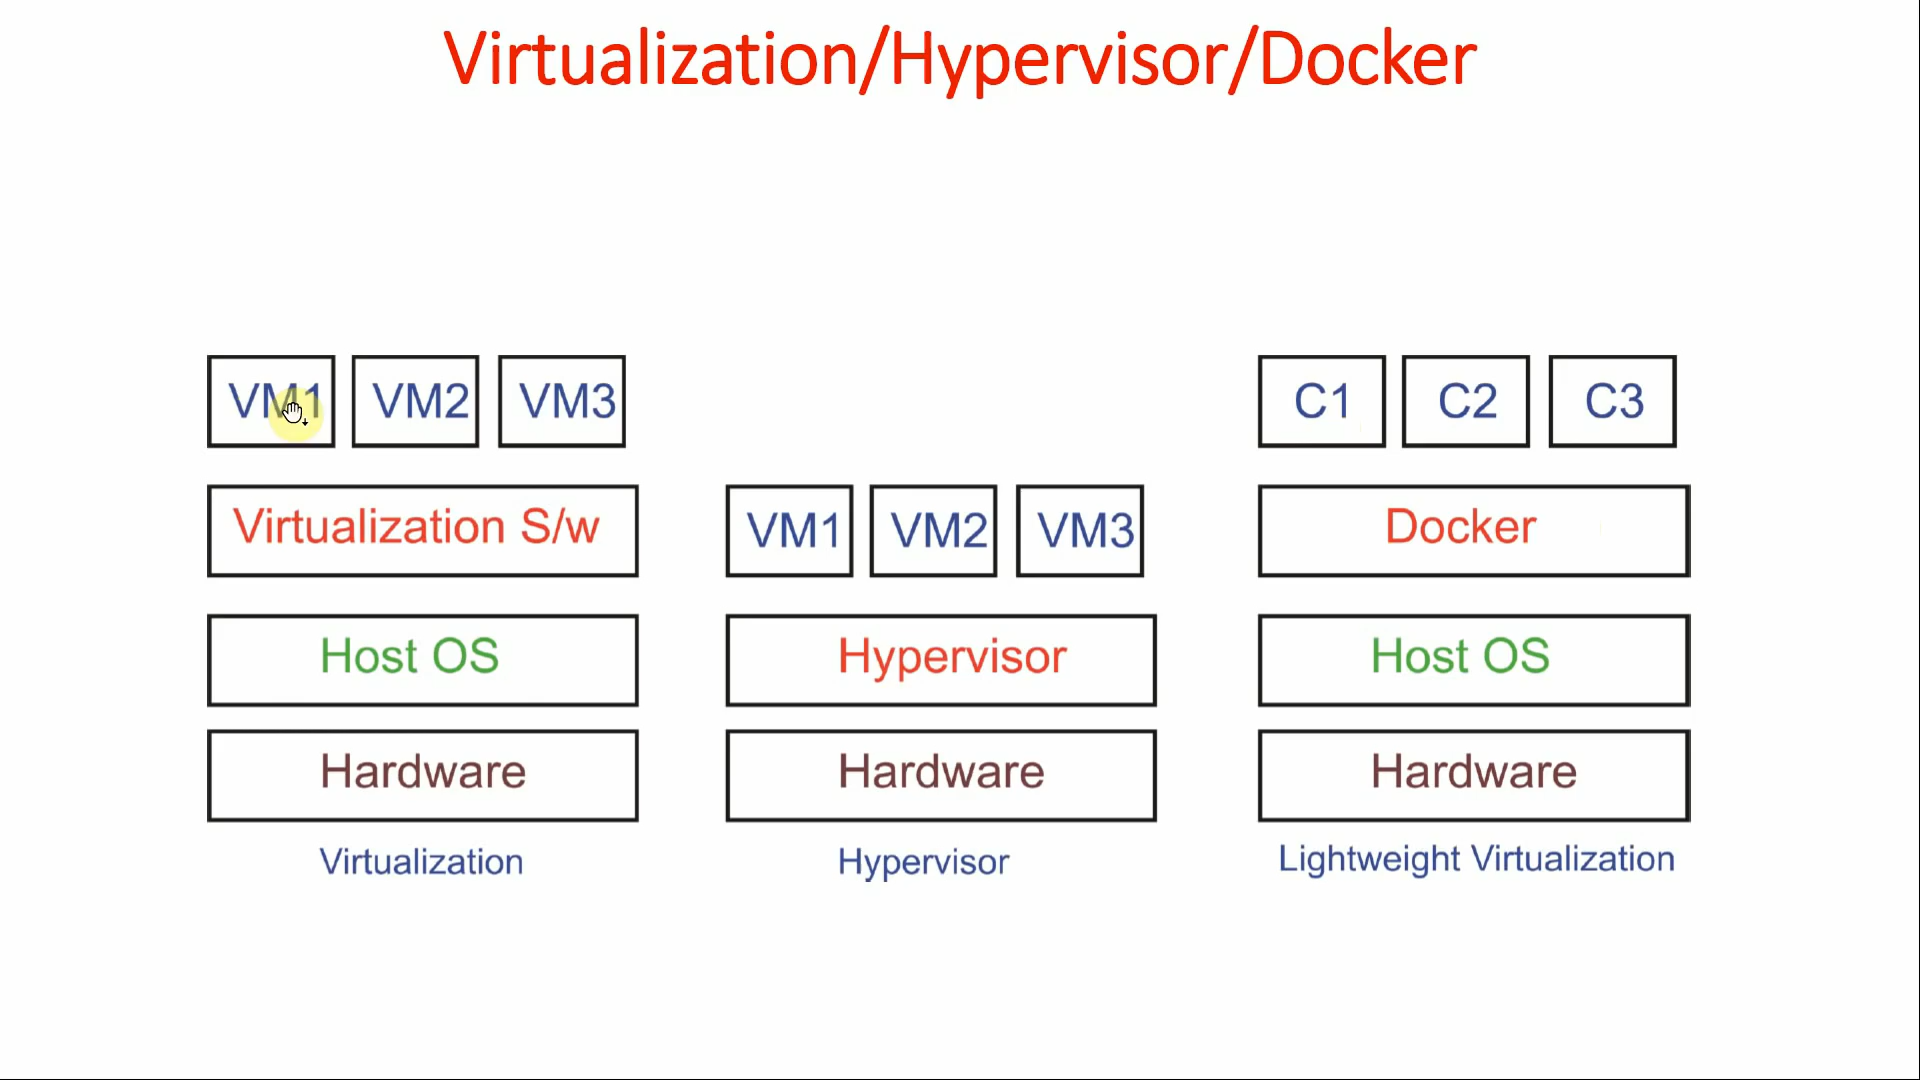 Virtualization/Hypervisor/Docker
VM1 VM2 VM3
Virtualization S/w
Host OS
Hardware
Virtualization
VM1 VM2 VM3
Hypervisor
Hardware
Hypervisor
C1 C2 C3
Docker
Host OS
Hardware
Lightweight Virtualization